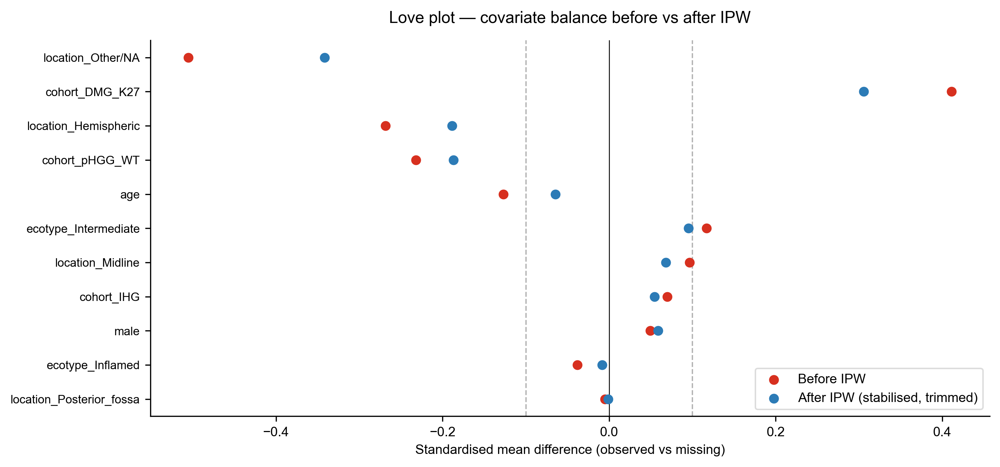 Love plot — covariate balance before vs after IPW
location_Other/NA
cohort_DMG_K27
location_Hemispheric
cohort_pHGG_WT
age
ecotype_Intermediate
location_Midline
cohort_IHG
male
ecotype_Inflamed
location_Posterior_fossa
Before IPW
After IPW (stabilised, trimmed)
−0.4 −0.2 0.0 0.2 0.4
Standardised mean difference (observed vs missing)